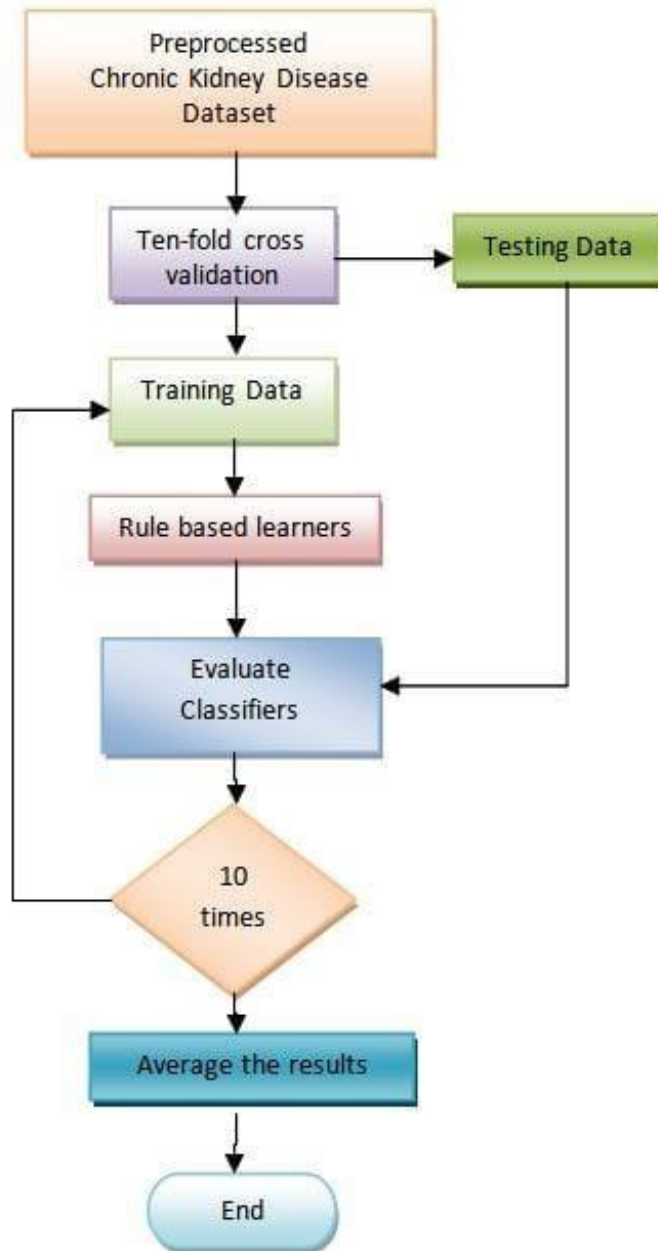 Preprocessed
Chronic Kidney Disease
Dataset
Ten-fold cross
validation
Testing Data
Training Data
Rule based learners
Evaluate
Classifiers
10
times
Average the results
End